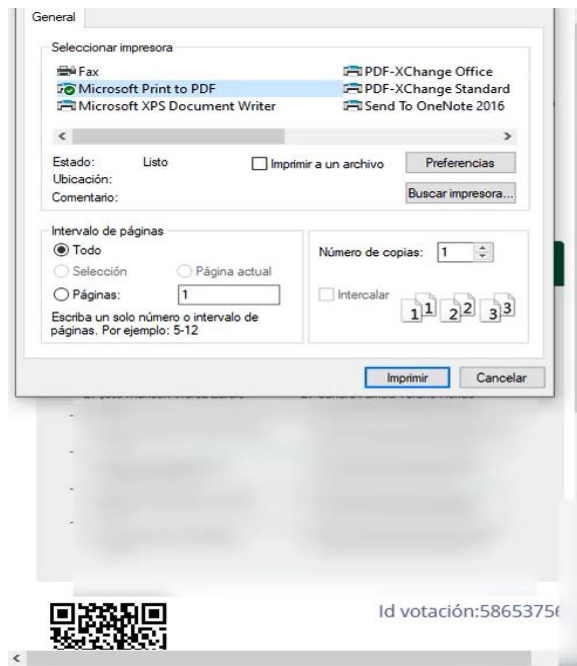 General
Seleccionar impresora
Fax
PDF-XChange Office
Microsoft Print to PDF
PDF-XChange Standard
Microsoft XPS Document Writer
Send To OneNote 2016
Estado: Listo
Imprimir a un archivo
Preferencias
Ubicación:
Comentario:
Buscar impresora...
Intervalo de páginas
Todo
Número de copias: 1
Selección
Página actual
Páginas: 1
Intercalar
1 1 2 2 3 3
Escriba un solo número o intervalo de
páginas. Por ejemplo: 5-12
Imprimir
Cancelar
Id votación:5865375